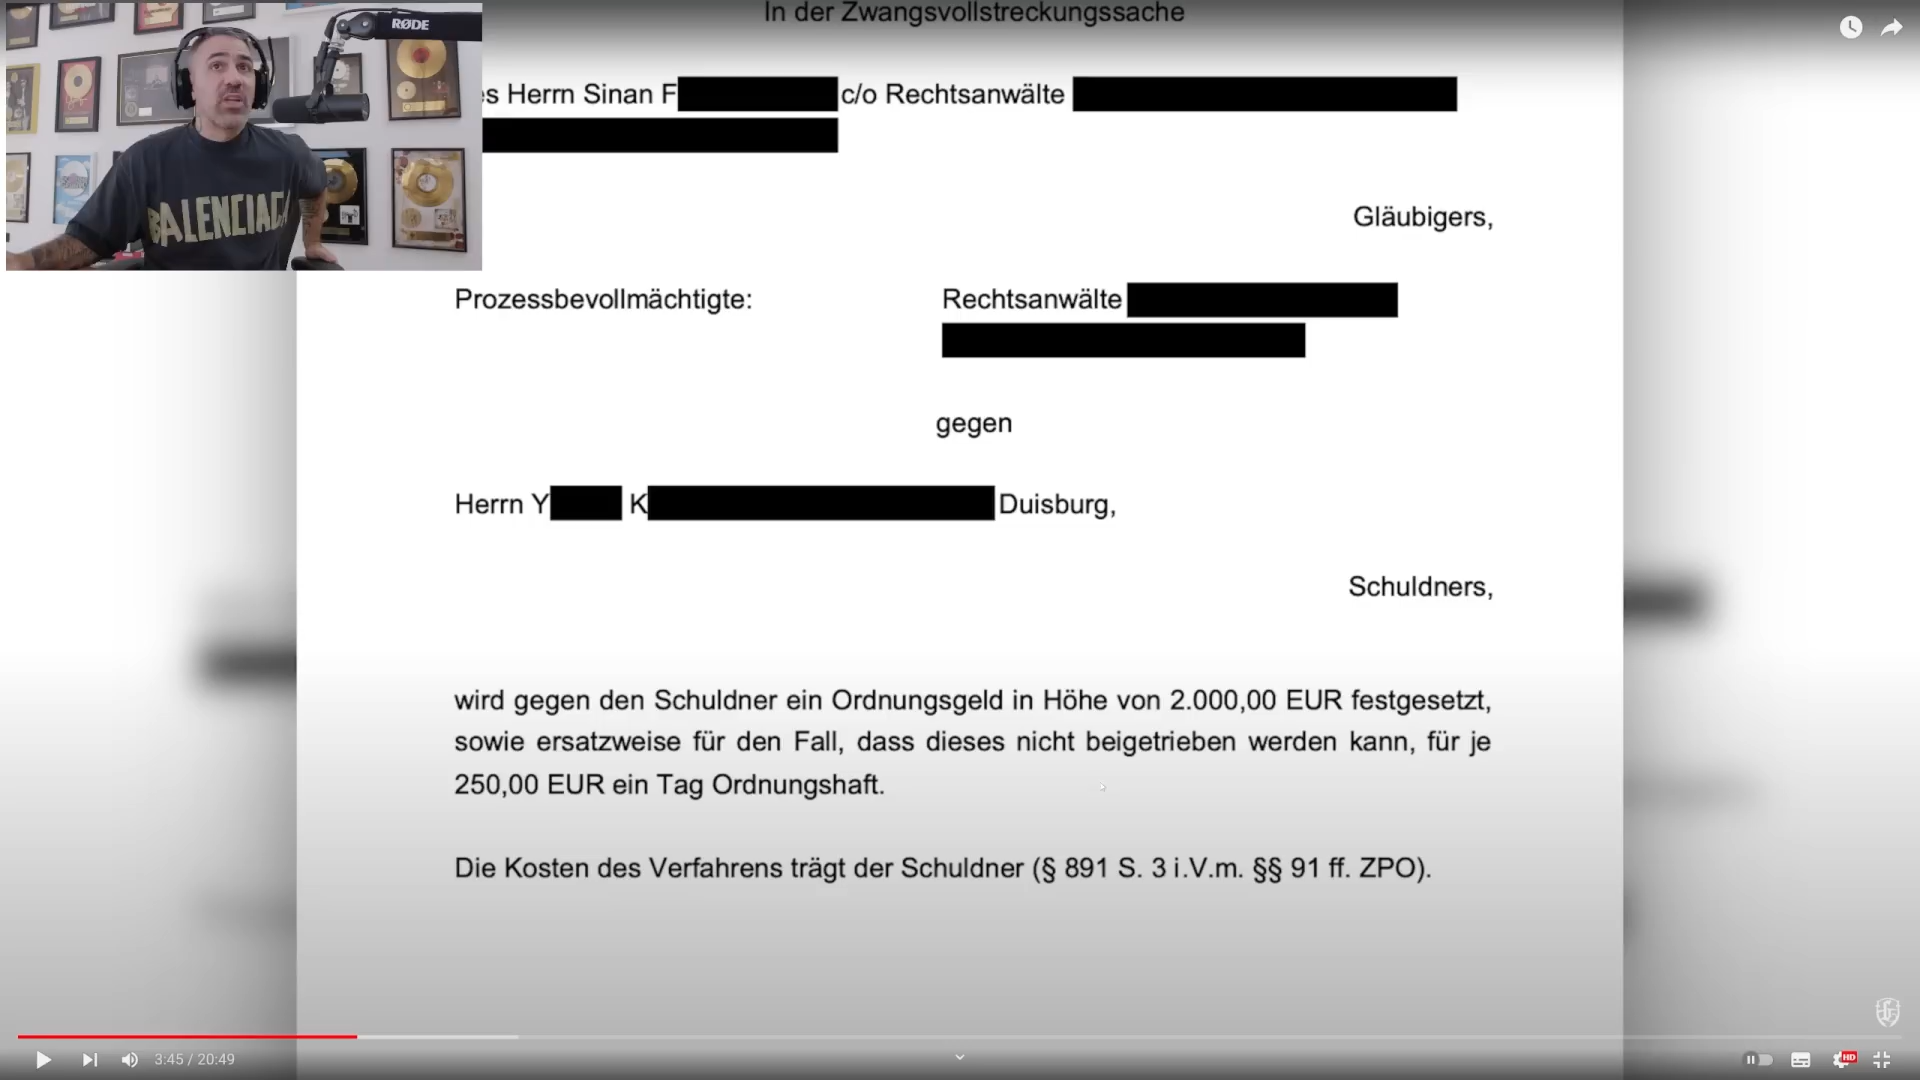 In der Zwangsvollstreckungssache
RØDE
es Herrn Sinan F c/o Rechtsanwälte
BALENCIAGA
Gläubigers,
Prozessbevollmächtigte: Rechtsanwälte
gegen
Herrn Y K Duisburg,
Schuldners,
wird gegen den Schuldner ein Ordnungsgeld in Höhe von 2.000,00 EUR festgesetzt,
sowie ersatzweise für den Fall, dass dieses nicht beigetrieben werden kann, für je
250,00 EUR ein Tag Ordnungshaft.
Die Kosten des Verfahrens trägt der Schuldner (§ 891 S. 3 i.V.m. §§ 91 ff. ZPO).
3:45 / 20:49
HD